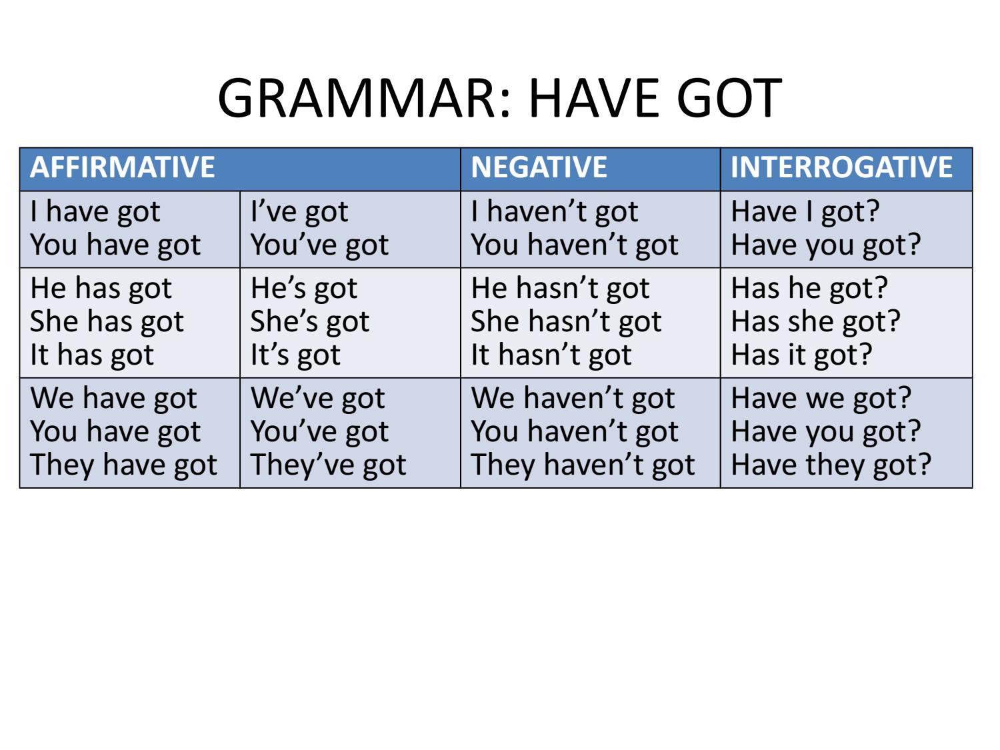 GRAMMAR: HAVE GOT
AFFIRMATIVE NEGATIVE INTERROGATIVE
I have got I’ve got I haven’t got Have I got?
You have got You’ve got You haven’t got Have you got?
He has got He’s got He hasn’t got Has he got?
She has got She’s got She hasn’t got Has she got?
It has got It’s got It hasn’t got Has it got?
We have got We’ve got We haven’t got Have we got?
You have got You’ve got You haven’t got Have you got?
They have got They’ve got They haven’t got Have they got?